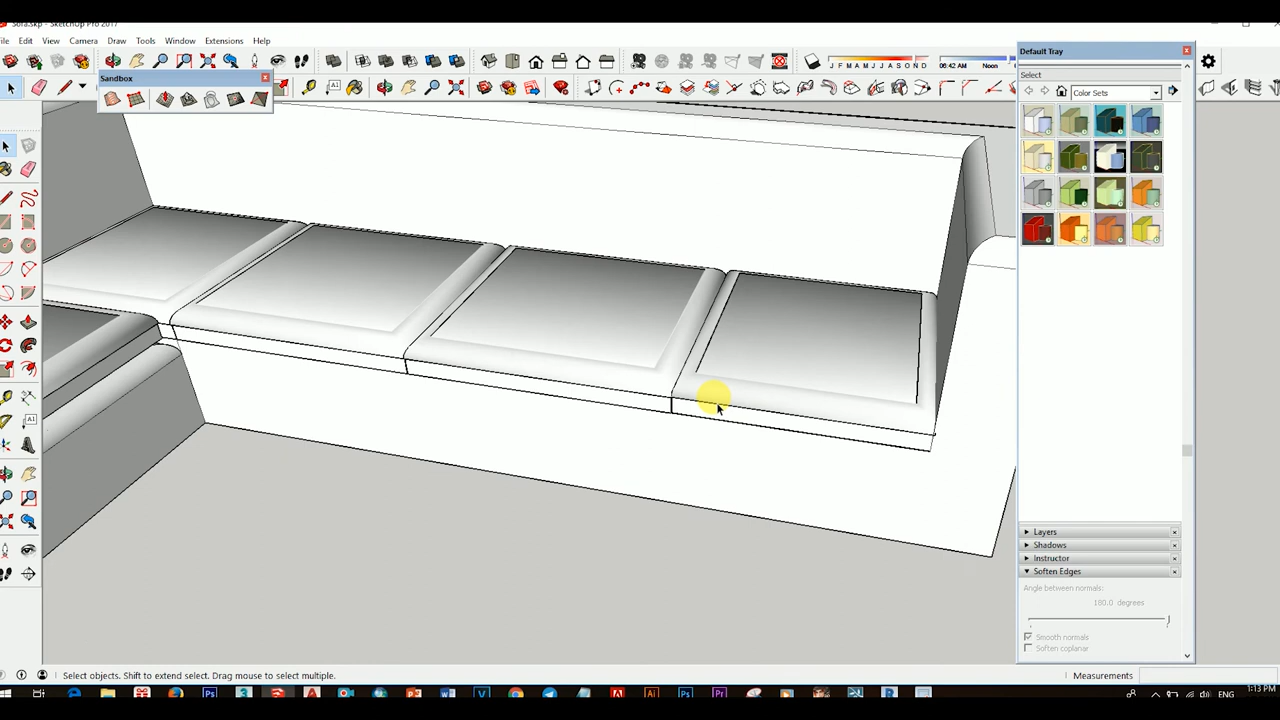 Sofa.skp - SketchUp Pro 2017
File Edit View Camera Draw Tools Window Extensions Help
Sandbox
Default Tray
Select
Color Sets
J F M A M J J A S O N D
06:42 AM Noon
Layers
Shadows
Instructor
Soften Edges
Angle between normals:
180.0 degrees
Smooth normals
Soften coplanar
Select objects. Shift to extend select. Drag mouse to select multiple.
Measurements
ENG
1:13 PM